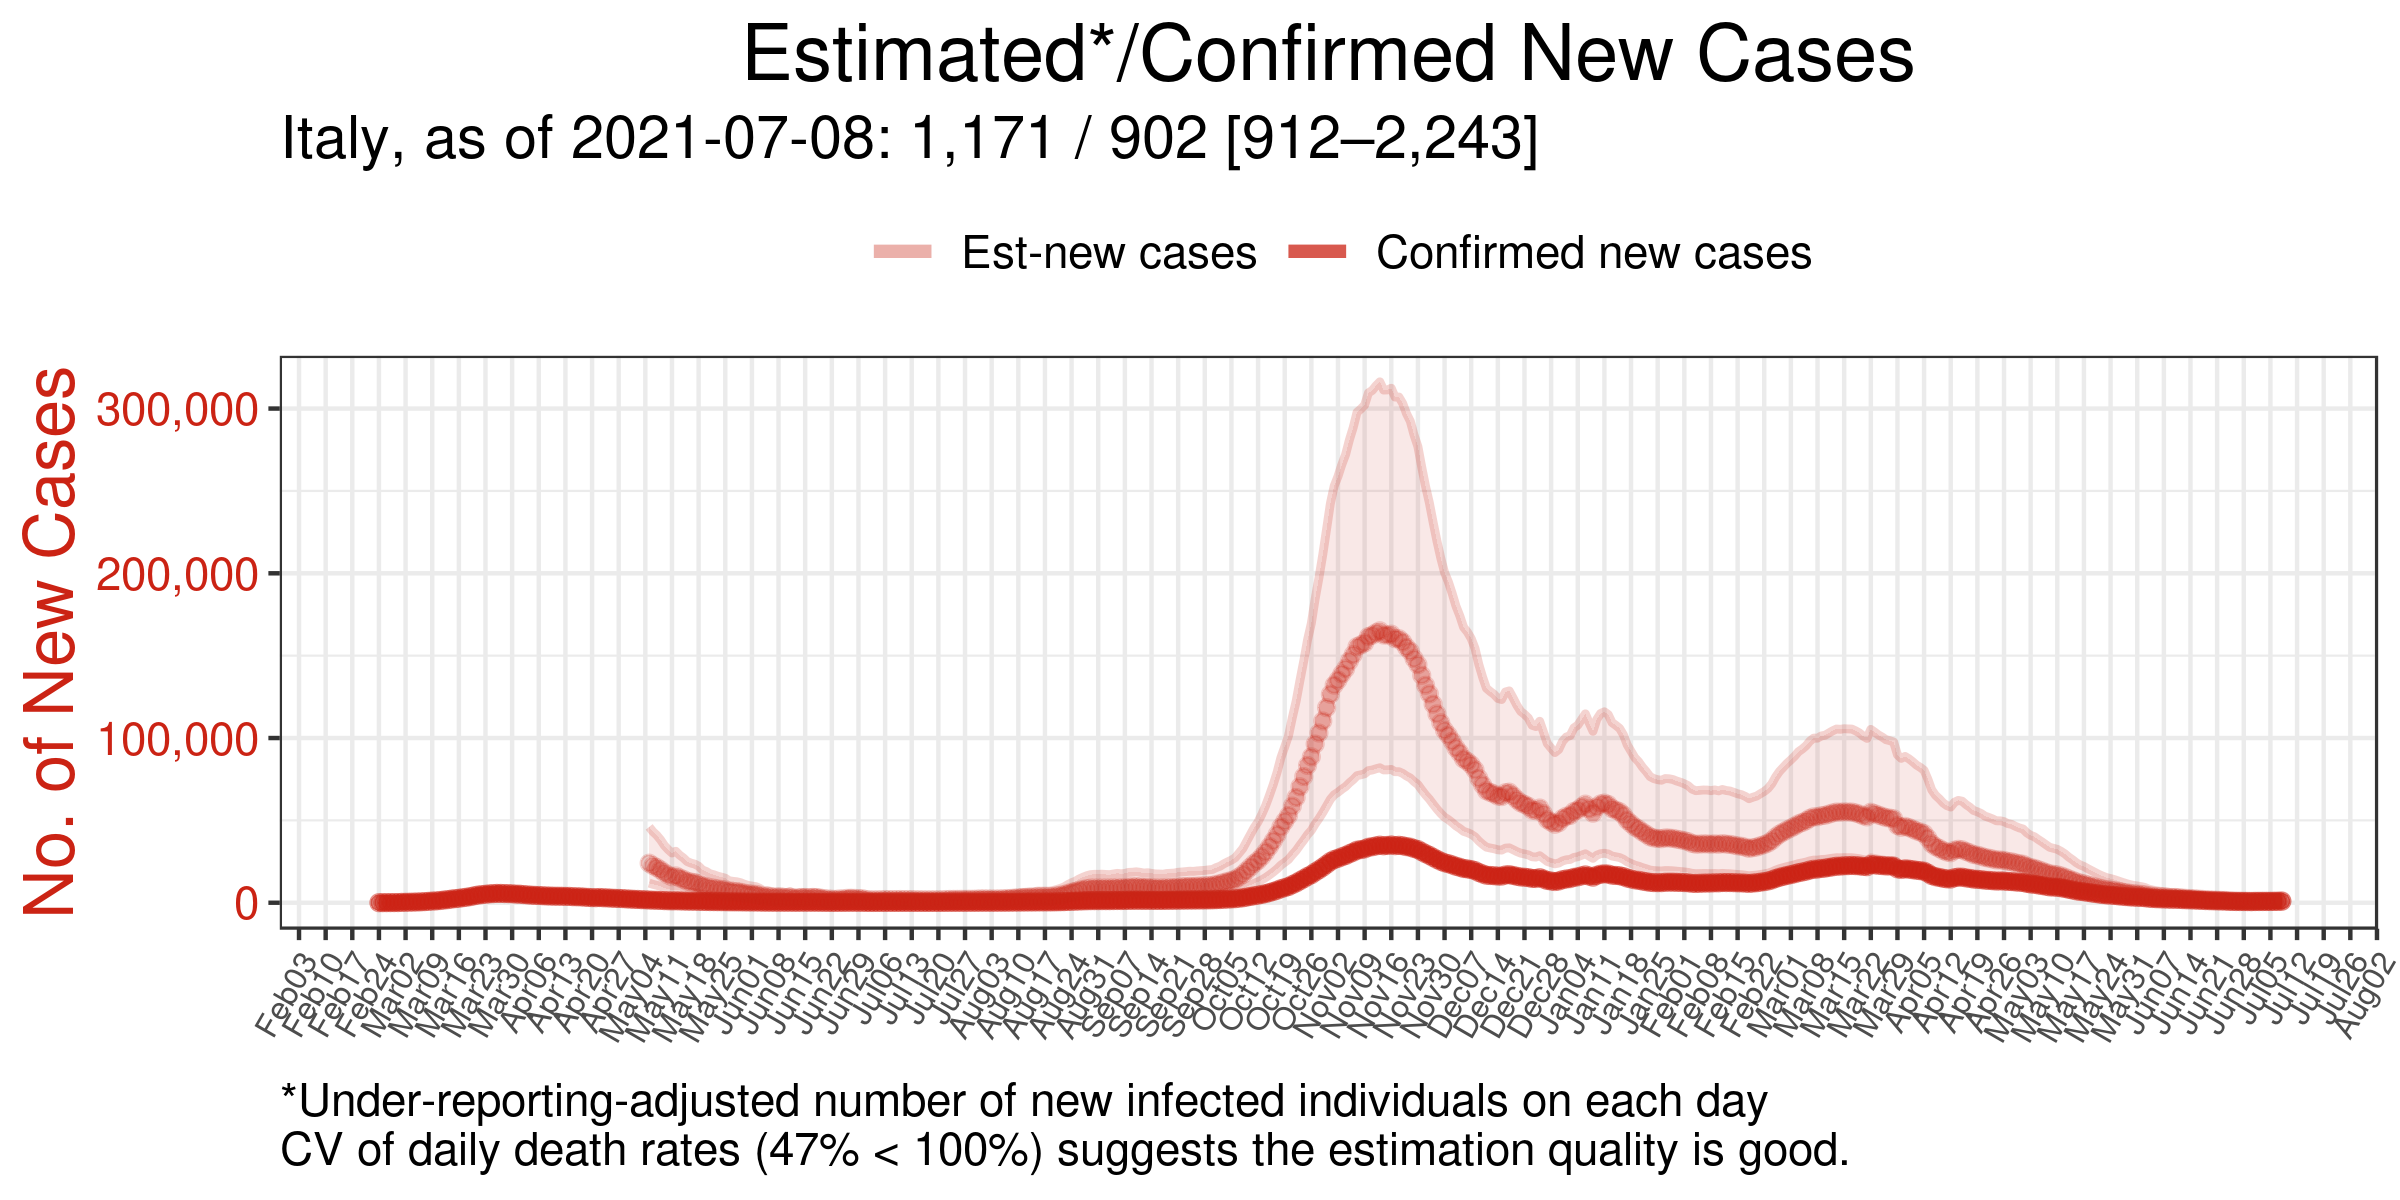 Estimated*/Confirmed New Cases
Italy, as of 2021-07-08: 1,171 / 902 [912–2,243]
Est-new cases
Confirmed new cases
No. of New Cases
300,000
200,000
100,000
0
Feb03
Feb10
Feb17
Feb24
Mar02
Mar09
Mar16
Mar23
Mar30
Apr06
Apr13
Apr20
Apr27
May04
May11
May18
May25
Jun01
Jun08
Jun15
Jun22
Jun29
Jul06
Jul13
Jul20
Jul27
Aug03
Aug10
Aug17
Aug24
Aug31
Sep07
Sep14
Sep21
Sep28
Oct05
Oct12
Oct19
Oct26
Nov02
Nov09
Nov16
Nov23
Nov30
Dec07
Dec14
Dec21
Dec28
Jan04
Jan11
Jan18
Jan25
Feb01
Feb08
Feb15
Feb22
Mar01
Mar08
Mar15
Mar22
Mar29
Apr05
Apr12
Apr19
Apr26
May03
May10
May17
May24
May31
Jun07
Jun14
Jun21
Jun28
Jul05
Jul12
Jul19
Jul26
Aug02
*Under-reporting-adjusted number of new infected individuals on each day
CV of daily death rates (47% < 100%) suggests the estimation quality is good.